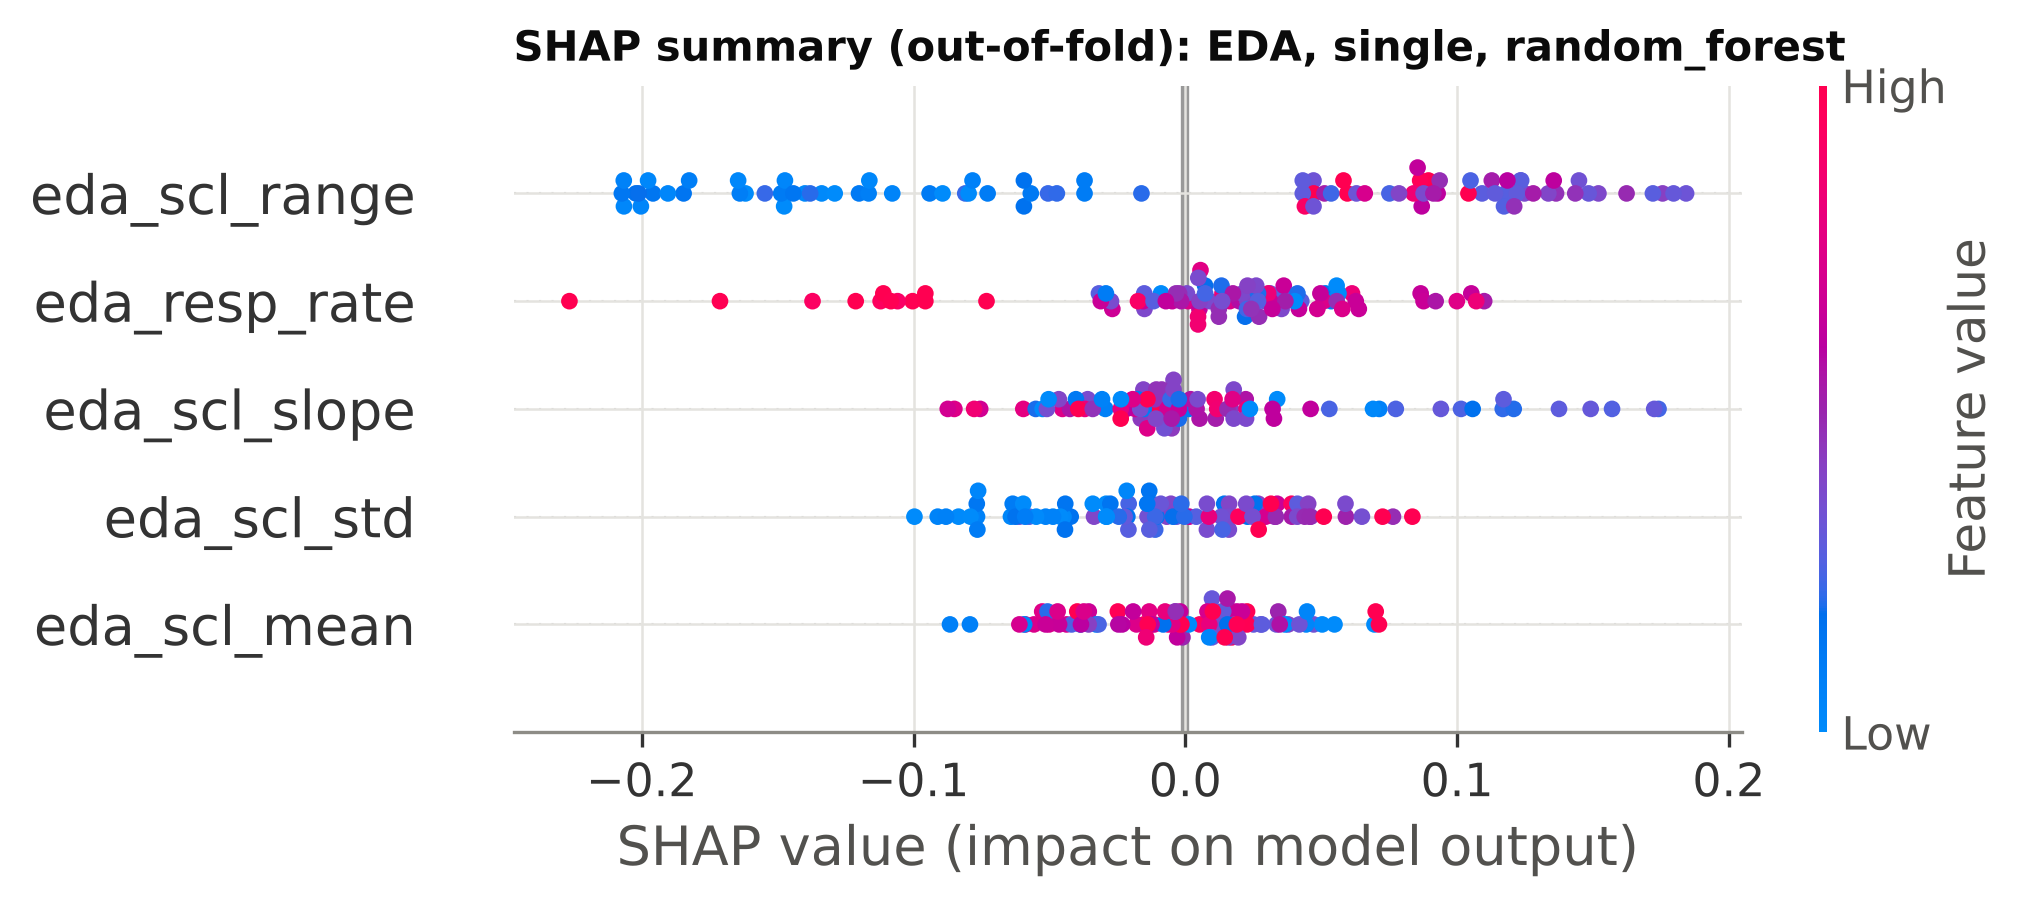 SHAP summary (out-of-fold): EDA, single, random_forest
High
eda_scl_range
eda_resp_rate
eda_scl_slope
eda_scl_std
eda_scl_mean
Feature value
Low
−0.2
−0.1
0.0
0.1
0.2
SHAP value (impact on model output)